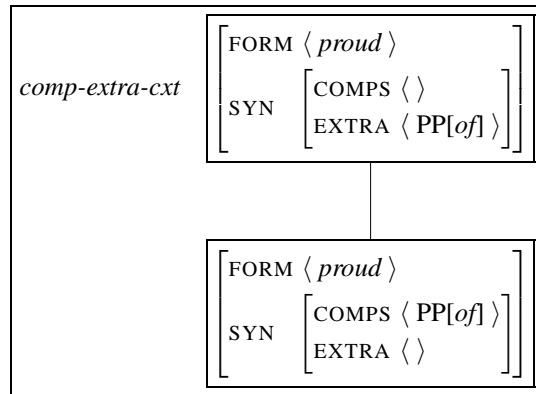 FORM ⟨ proud ⟩
comp-extra-cxt
SYN
COMPS ⟨ ⟩
EXTRA ⟨ PP[of] ⟩
FORM ⟨ proud ⟩
SYN
COMPS ⟨ PP[of] ⟩
EXTRA ⟨ ⟩